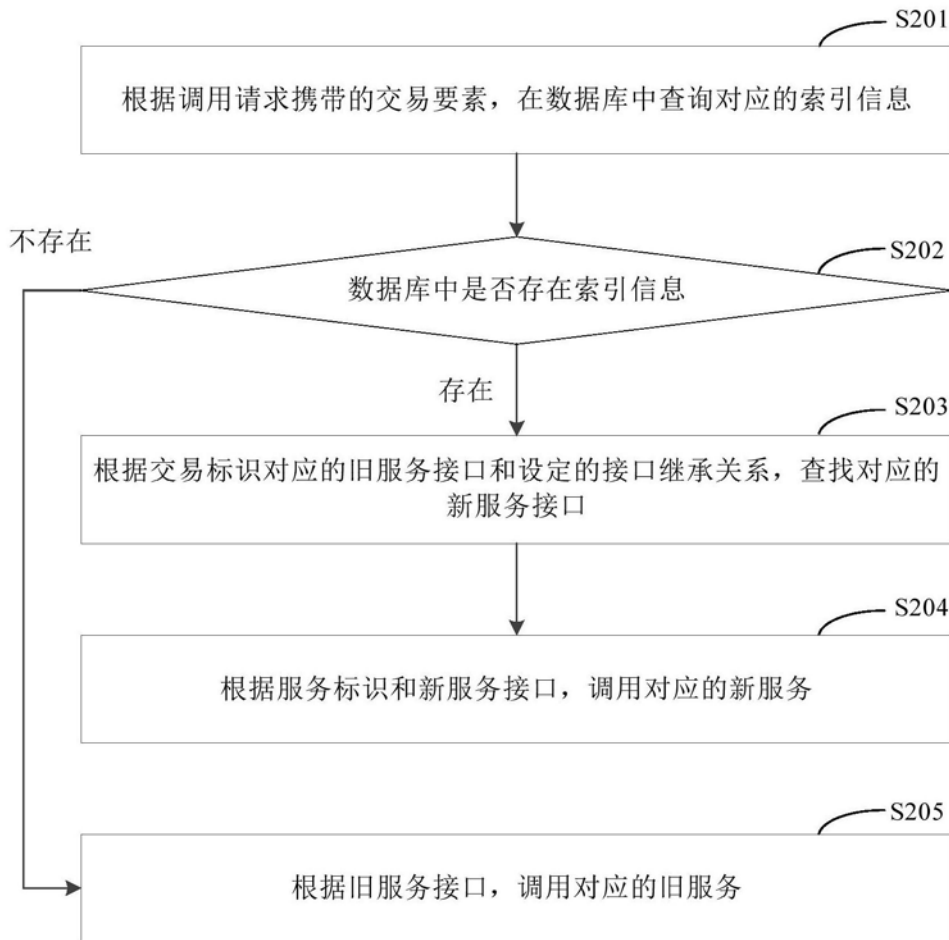 S201
根据调用请求携带的交易要素，在数据库中查询对应的索引信息
不存在
S202
数据库中是否存在索引信息
存在
S203
根据交易标识对应的旧服务接口和设定的接口继承关系，查找对应的
新服务接口
S204
根据服务标识和新服务接口，调用对应的新服务
S205
根据旧服务接口，调用对应的旧服务